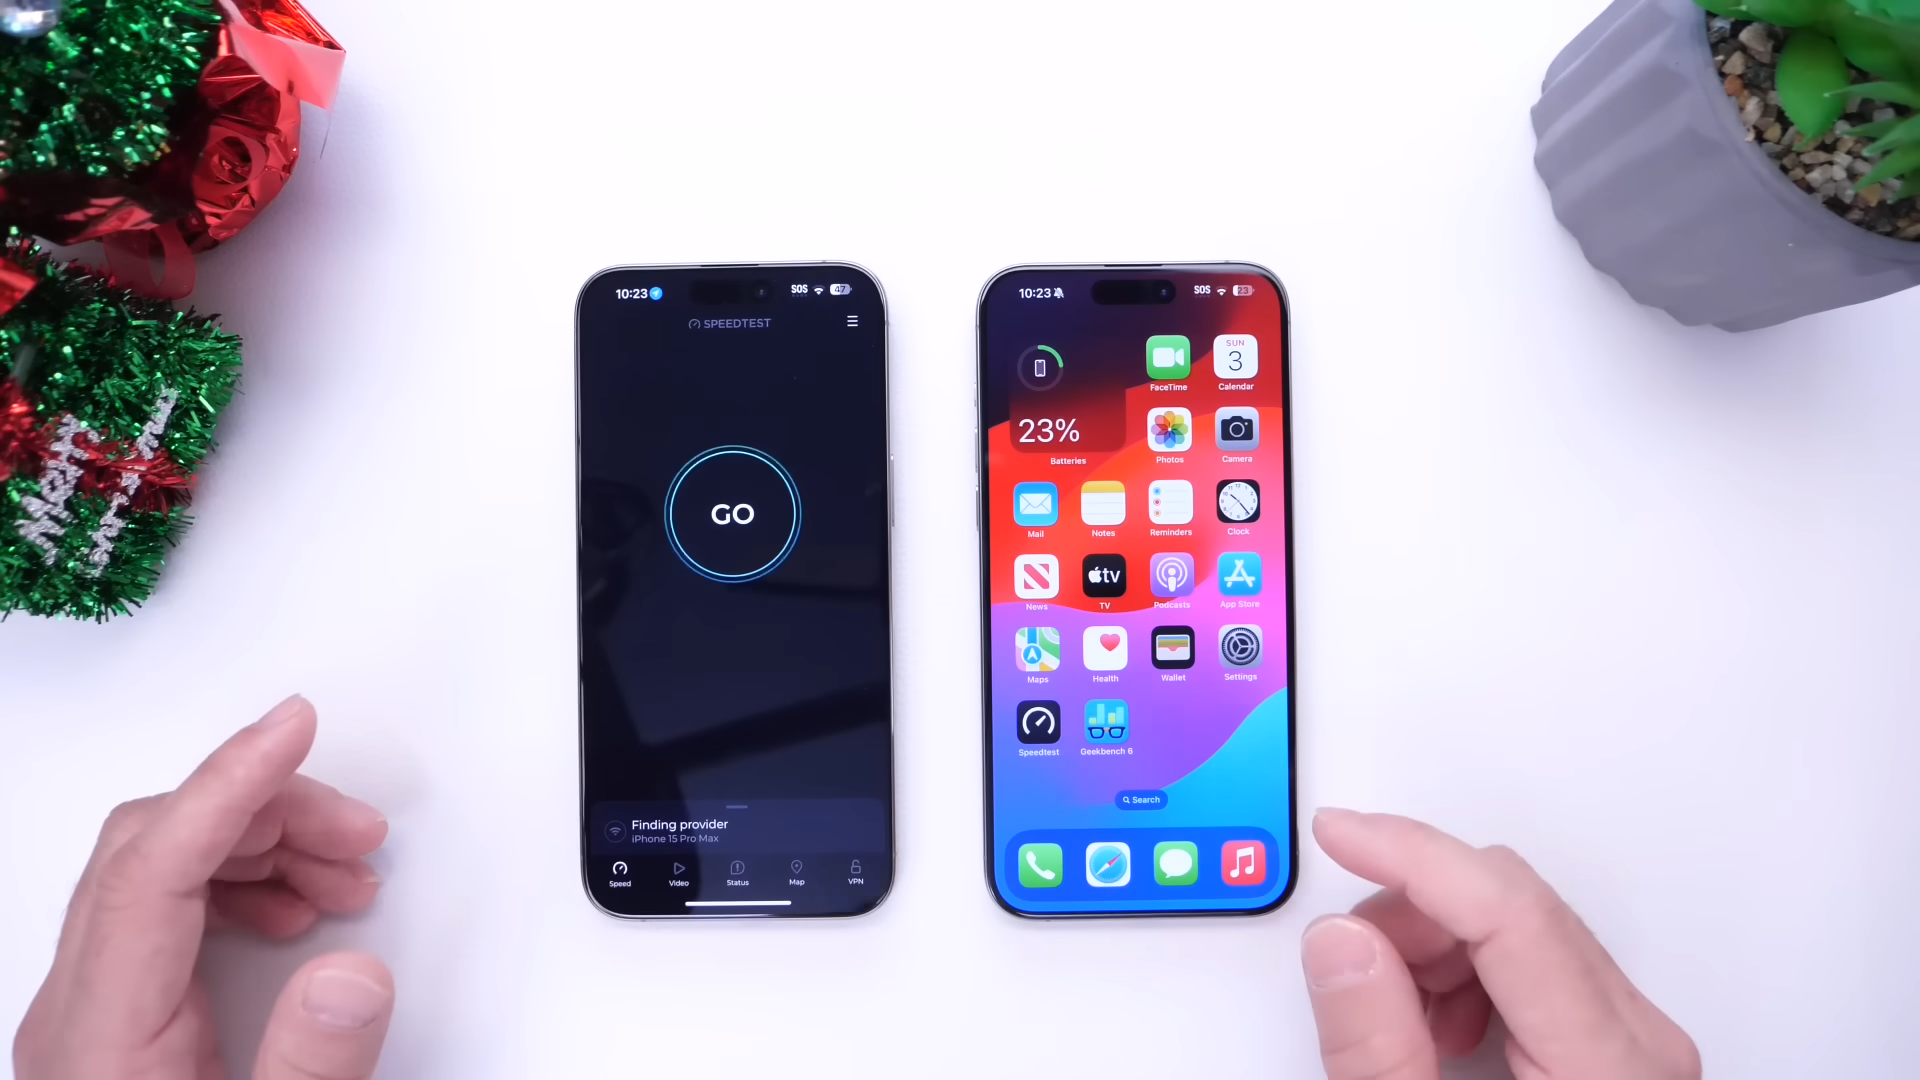 10:23
SOS
47
SPEEDTEST
GO
Finding provider
iPhone 15 Pro Max
Speed
Video
Status
Map
VPN
10:23
SOS
23
23%
Batteries
FaceTime
SUN
3
Calendar
Photos
Camera
Mail
Notes
Reminders
Clock
News
tv
TV
Podcasts
App Store
Maps
Health
Wallet
Settings
Speedtest
Geekbench 6
Search